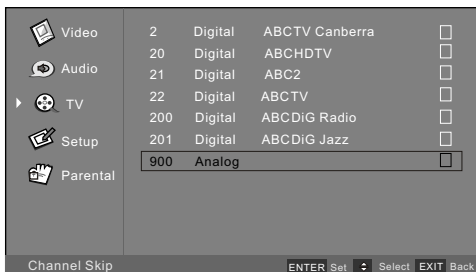 Video
Audio
TV
Setup
Parental
2 Digital ABCTV Canberra
20 Digital ABCHDTV
21 Digital ABC2
22 Digital ABCTV
200 Digital ABCDiG Radio
201 Digital ABCDiG Jazz
900 Analog
Channel Skip ENTER Set Select EXIT Back